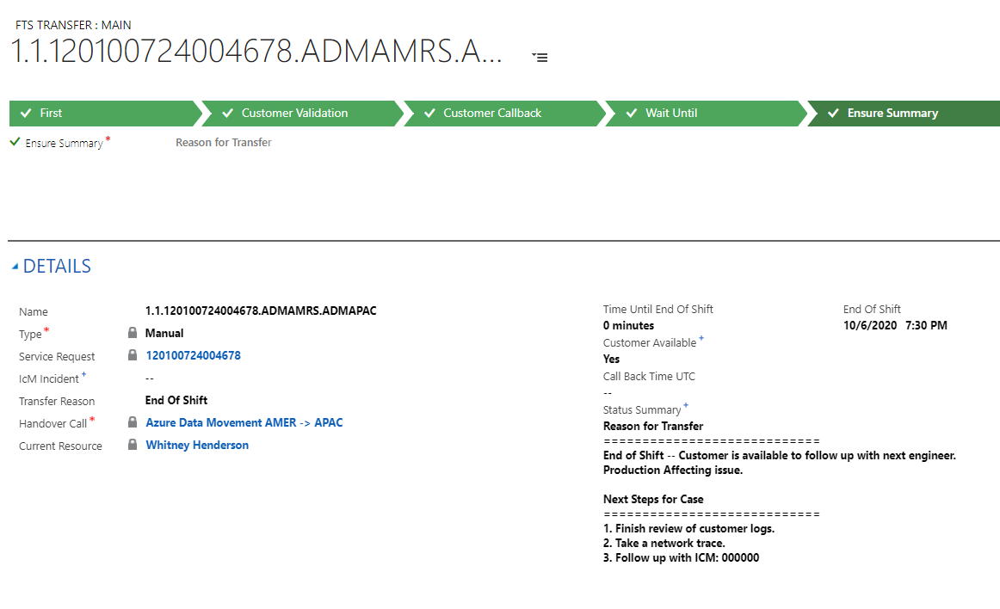 FTS TRANSFER : MAIN
1.1.120100724004678.ADMAMRS.A...
First
Customer Validation
Customer Callback
Wait Until
Ensure Summary
Ensure Summary*
Reason for Transfer
DETAILS
Name 1.1.120100724004678.ADMAMRS.ADMAPAC
Type* Manual
Service Request 120100724004678
IcM Incident+ --
Transfer Reason End Of Shift
Handover Call* Azure Data Movement AMER -> APAC
Current Resource Whitney Henderson
Time Until End Of Shift
0 minutes
End Of Shift
10/6/2020 7:30 PM
Customer Available+
Yes
Call Back Time UTC
--
Status Summary+
Reason for Transfer
============================
End of Shift -- Customer is available to follow up with next engineer.
Production Affecting issue.
Next Steps for Case
============================
1. Finish review of customer logs.
2. Take a network trace.
3. Follow up with ICM: 000000